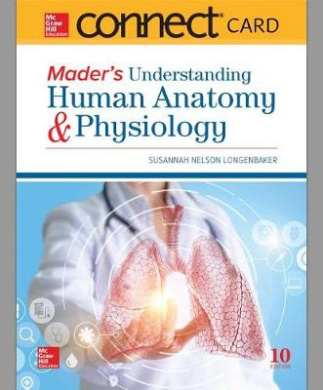 Mc
Graw
Hill
Education
connect® CARD
Mader's Understanding
Human Anatomy
& Physiology
SUSANNAH NELSON LONGENBAKER
Mc
Graw
Hill
Education
10
EDITION